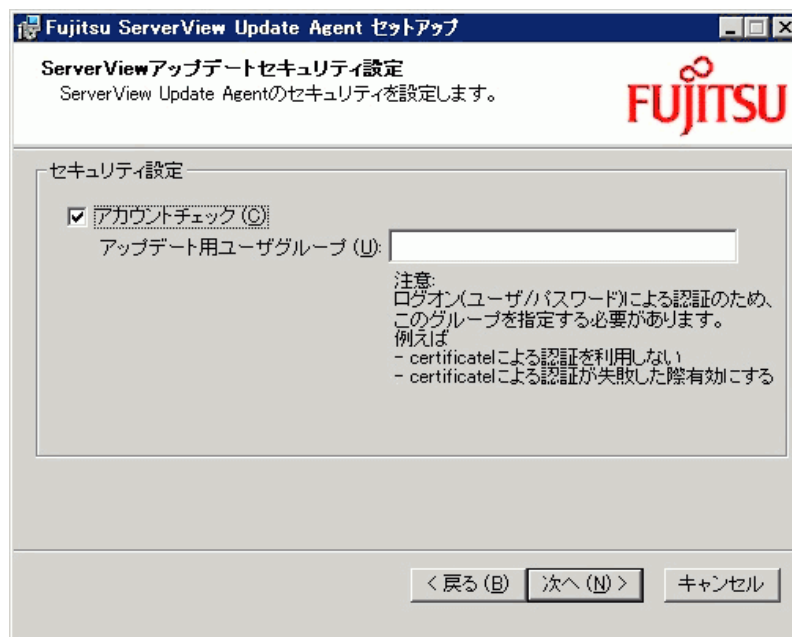 Fujitsu ServerView Update Agent セットアップ
ServerViewアップデートセキュリティ設定
ServerView Update Agentのセキュリティを設定します。
FUJITSU
セキュリティ設定
アカウントチェック(C)
アップデート用ユーザグループ(U):
注意:
ログオン(ユーザ/パスワード)による認証のため、
このグループを指定する必要があります。
例えば
- certificateによる認証を利用しない
- certificateによる認証が失敗した際有効にする
< 戻る(B)
次へ(N) >
キャンセル